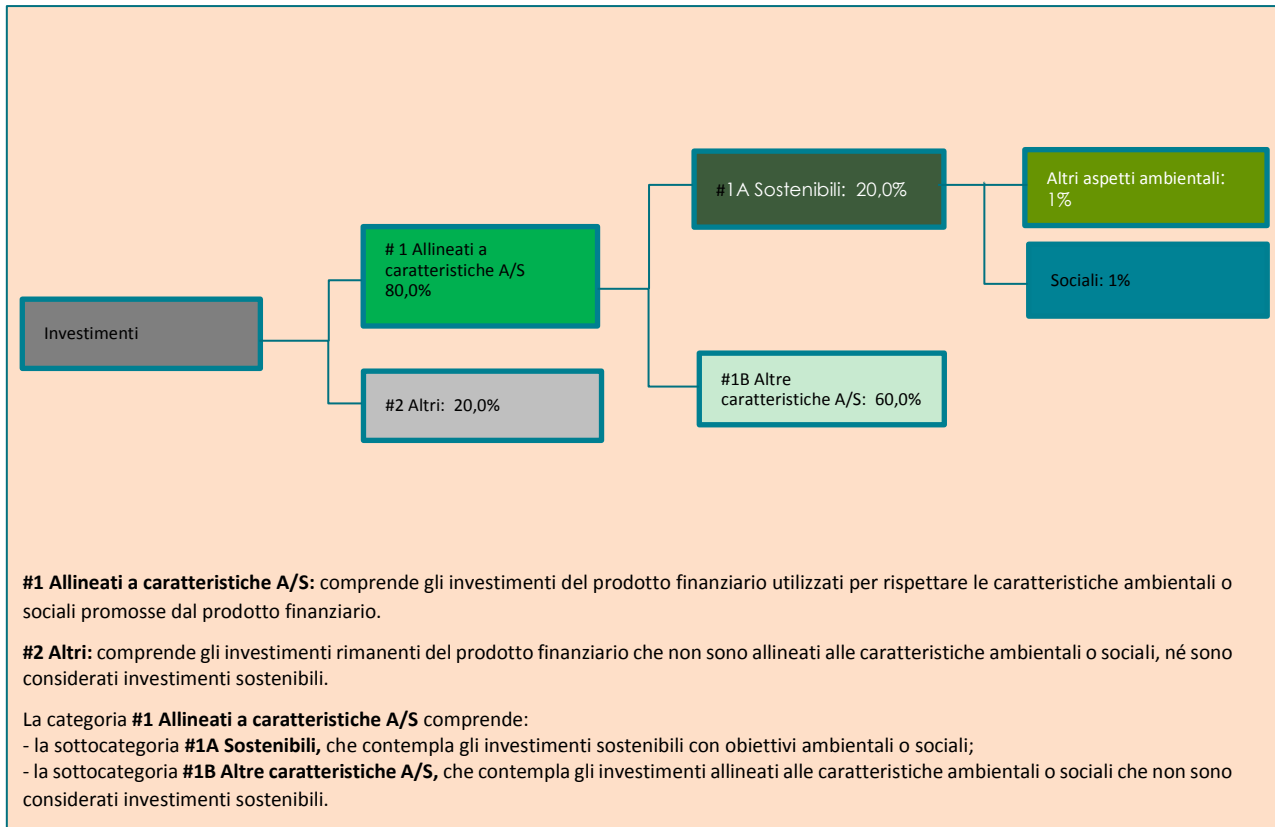 #1A Sostenibili: 20,0%
Altri aspetti ambientali:
1%
# 1 Allineati a
caratteristiche A/S
80,0%
Sociali: 1%
Investimenti
#2 Altri: 20,0%
#1B Altre
caratteristiche A/S: 60,0%
#1 Allineati a caratteristiche A/S: comprende gli investimenti del prodotto finanziario utilizzati per rispettare le caratteristiche ambientali o
sociali promosse dal prodotto finanziario.
#2 Altri: comprende gli investimenti rimanenti del prodotto finanziario che non sono allineati alle caratteristiche ambientali o sociali, né sono
considerati investimenti sostenibili.
La categoria #1 Allineati a caratteristiche A/S comprende:
- la sottocategoria #1A Sostenibili, che contempla gli investimenti sostenibili con obiettivi ambientali o sociali;
- la sottocategoria #1B Altre caratteristiche A/S, che contempla gli investimenti allineati alle caratteristiche ambientali o sociali che non sono
considerati investimenti sostenibili.